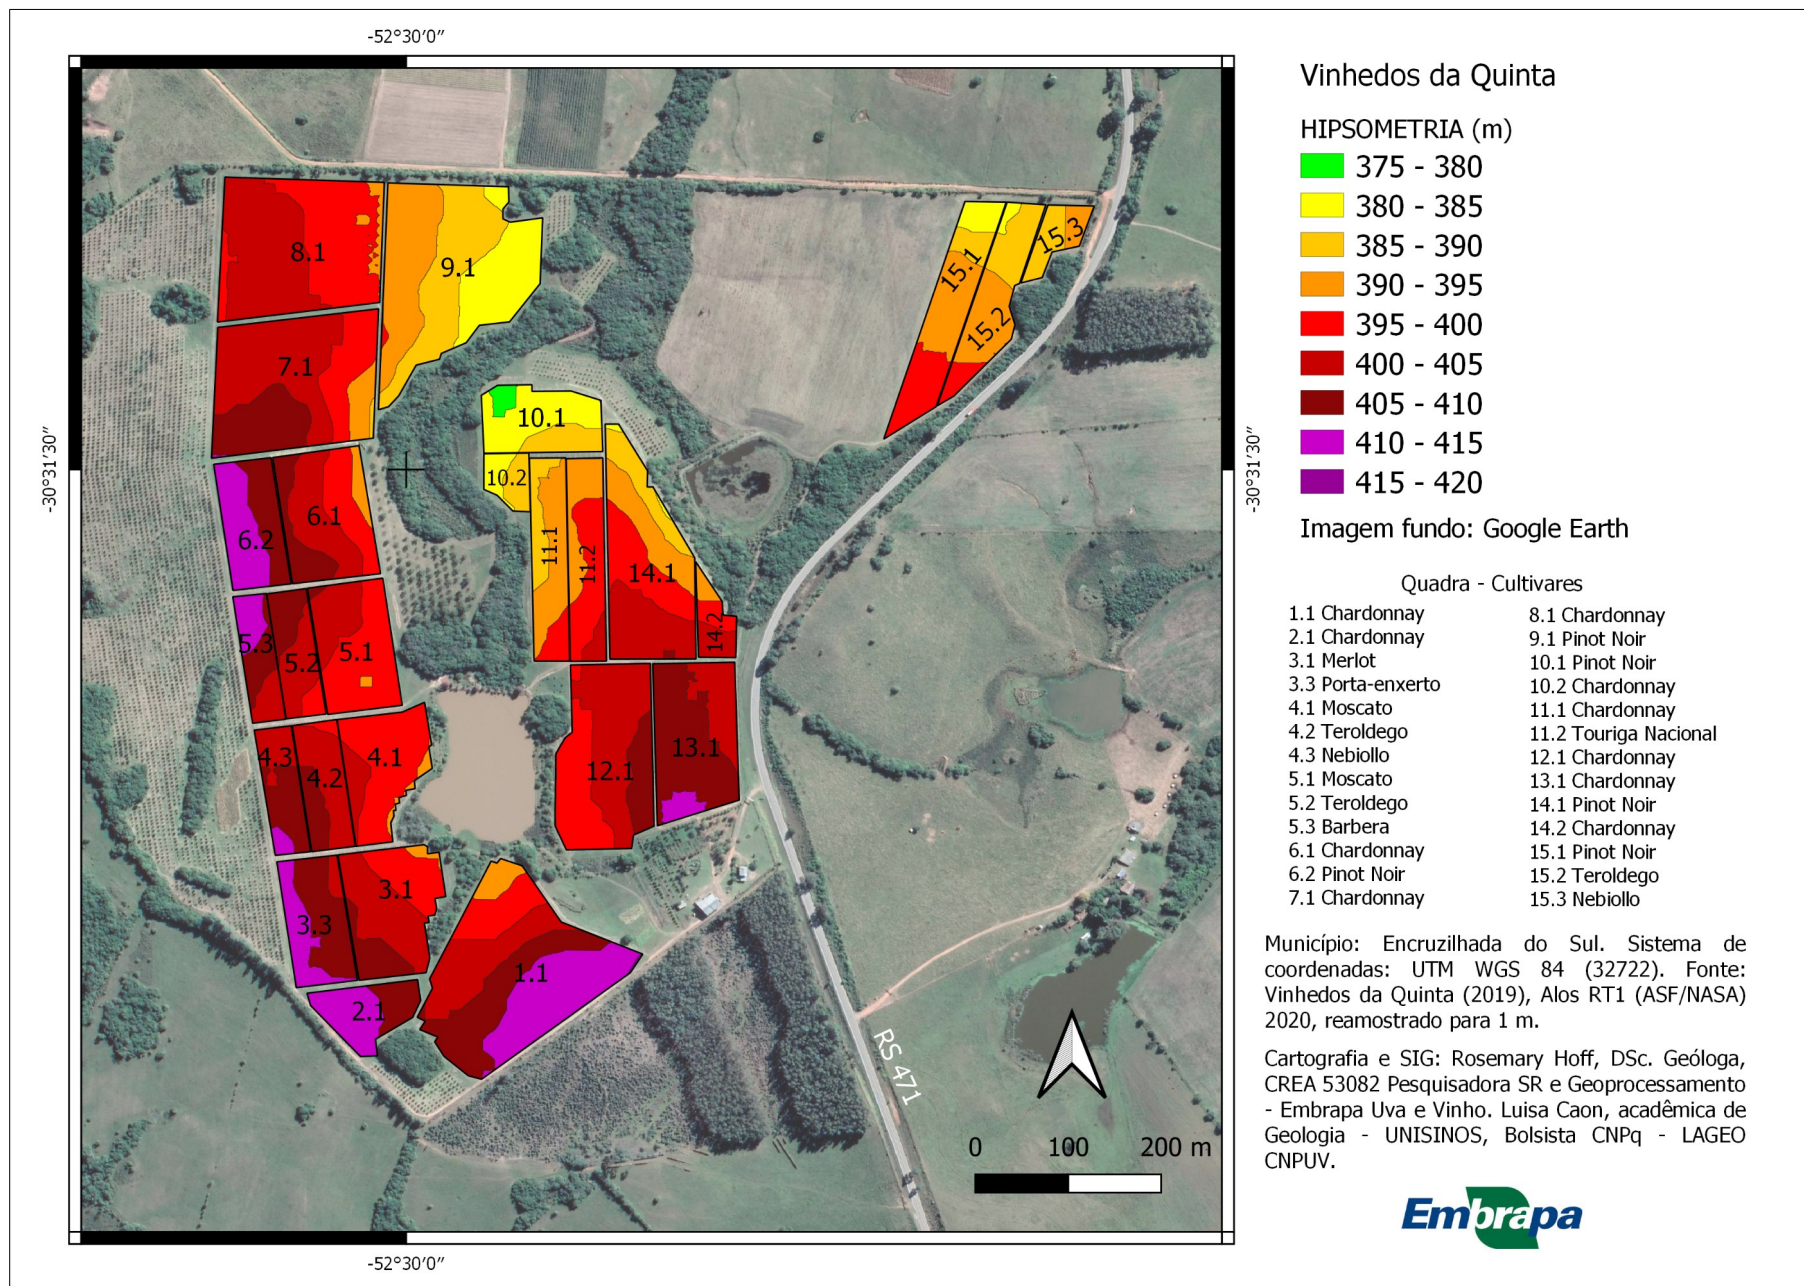 -52°30′0″
-30°31′30″
-30°31′30″
-52°30′0″
8.1
9.1
7.1
15.1
15.2
15.3
10.1
10.2
6.2
6.1
11.1
11.2
14.1
14.2
5.3
5.2
5.1
4.3
4.2
4.1
12.1
13.1
3.3
3.1
2.1
1.1
RS 471
0 100 200 m
Vinhedos da Quinta
HIPSOMETRIA (m)
375 - 380
380 - 385
385 - 390
390 - 395
395 - 400
400 - 405
405 - 410
410 - 415
415 - 420
Imagem fundo: Google Earth
Quadra - Cultivares
1.1 Chardonnay
2.1 Chardonnay
3.1 Merlot
3.3 Porta-enxerto
4.1 Moscato
4.2 Teroldego
4.3 Nebiollo
5.1 Moscato
5.2 Teroldego
5.3 Barbera
6.1 Chardonnay
6.2 Pinot Noir
7.1 Chardonnay
8.1 Chardonnay
9.1 Pinot Noir
10.1 Pinot Noir
10.2 Chardonnay
11.1 Chardonnay
11.2 Touriga Nacional
12.1 Chardonnay
13.1 Chardonnay
14.1 Pinot Noir
14.2 Chardonnay
15.1 Pinot Noir
15.2 Teroldego
15.3 Nebiollo
Município: Encruzilhada do Sul. Sistema de
coordenadas: UTM WGS 84 (32722). Fonte:
Vinhedos da Quinta (2019), Alos RT1 (ASF/NASA)
2020, reamostrado para 1 m.
Cartografia e SIG: Rosemary Hoff, DSc. Geóloga,
CREA 53082 Pesquisadora SR e Geoprocessamento
- Embrapa Uva e Vinho. Luisa Caon, acadêmica de
Geologia - UNISINOS, Bolsista CNPq - LAGEO
CNPUV.
Embrapa